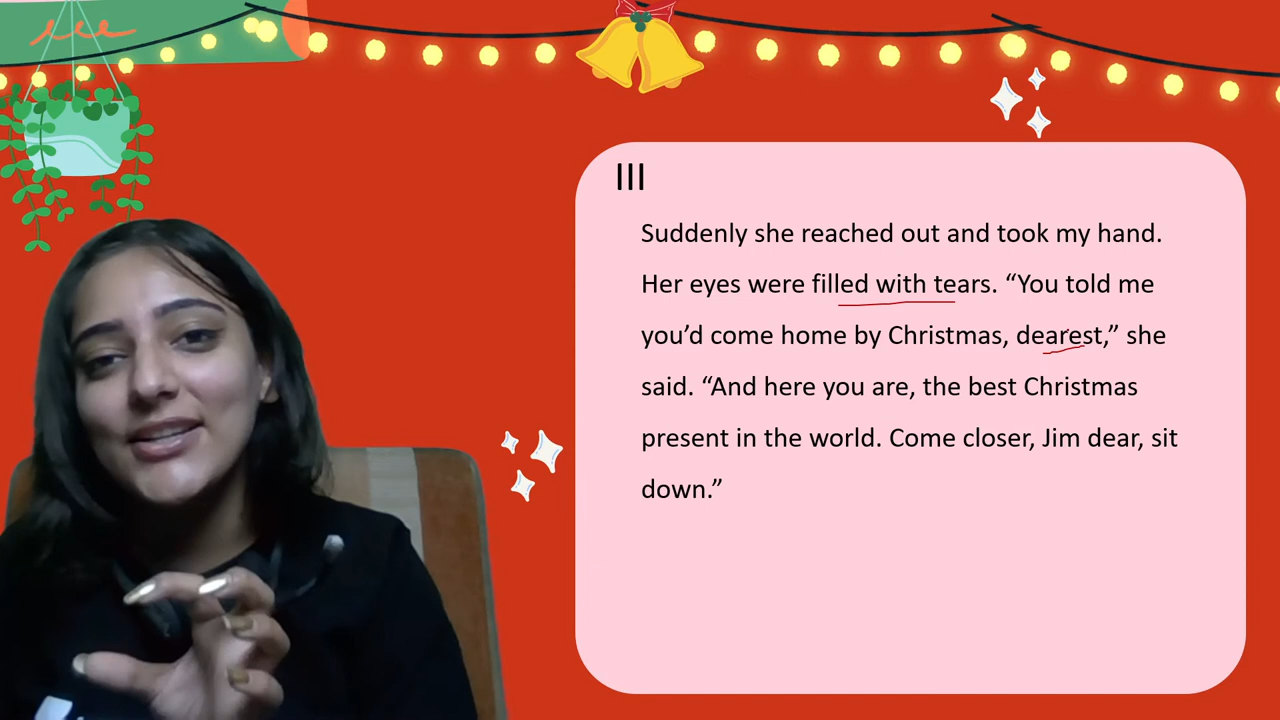 III
Suddenly she reached out and took my hand.
Her eyes were filled with tears. “You told me
you’d come home by Christmas, dearest,” she
said. “And here you are, the best Christmas
present in the world. Come closer, Jim dear, sit
down.”